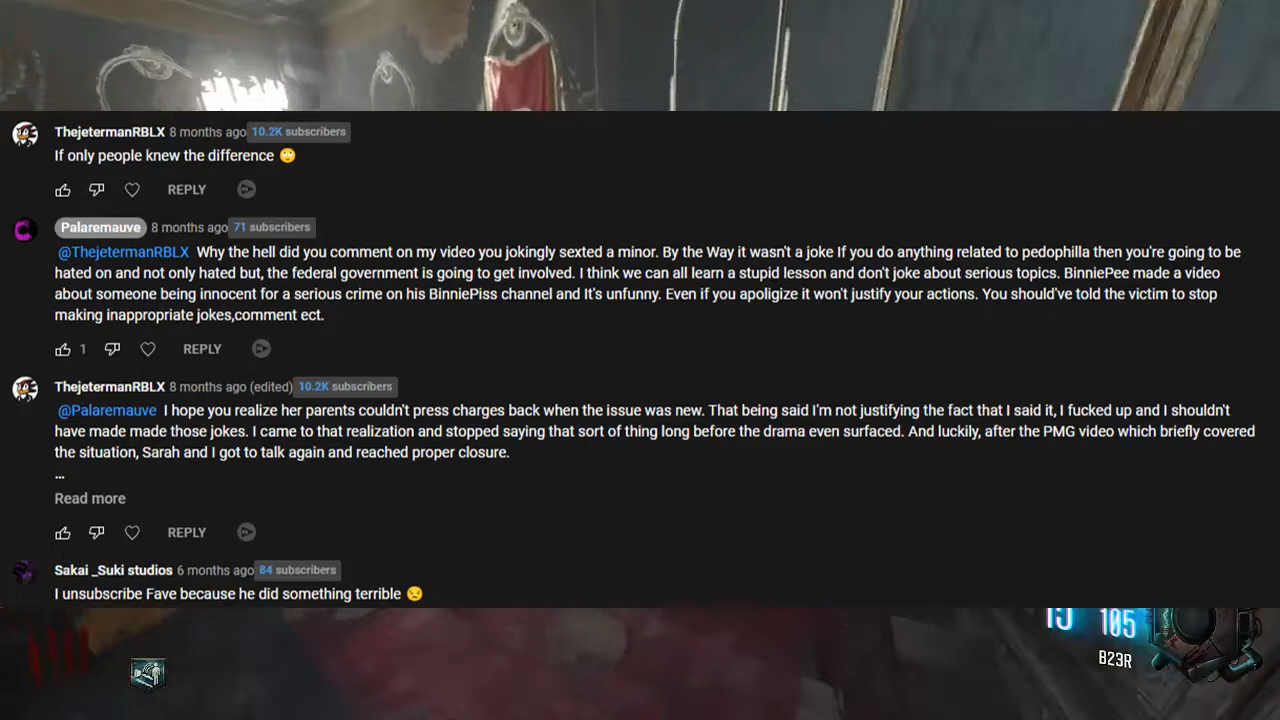 ThejetermanRBLX 8 months ago 10.2K subscribers
If only people knew the difference 🙄
REPLY
Palaremauve 8 months ago 71 subscribers
@ThejetermanRBLX Why the hell did you comment on my video you jokingly sexted a minor. By the Way it wasn't a joke If you do anything related to pedophilla then you're going to be
hated on and not only hated but, the federal government is going to get involved. I think we can all learn a stupid lesson and don't joke about serious topics. BinniePee made a video
about someone being innocent for a serious crime on his BinniePiss channel and It's unfunny. Even if you apoligize it won't justify your actions. You should've told the victim to stop
making inappropriate jokes,comment ect.
1 REPLY
ThejetermanRBLX 8 months ago (edited) 10.2K subscribers
@Palaremauve I hope you realize her parents couldn't press charges back when the issue was new. That being said I'm not justifying the fact that I said it, I fucked up and I shouldn't
have made made those jokes. I came to that realization and stopped saying that sort of thing long before the drama even surfaced. And luckily, after the PMG video which briefly covered
the situation, Sarah and I got to talk again and reached proper closure.
...
Read more
REPLY
Sakai _Suki studios 6 months ago 84 subscribers
I unsubscribe Fave because he did something terrible 😒
105
B23R